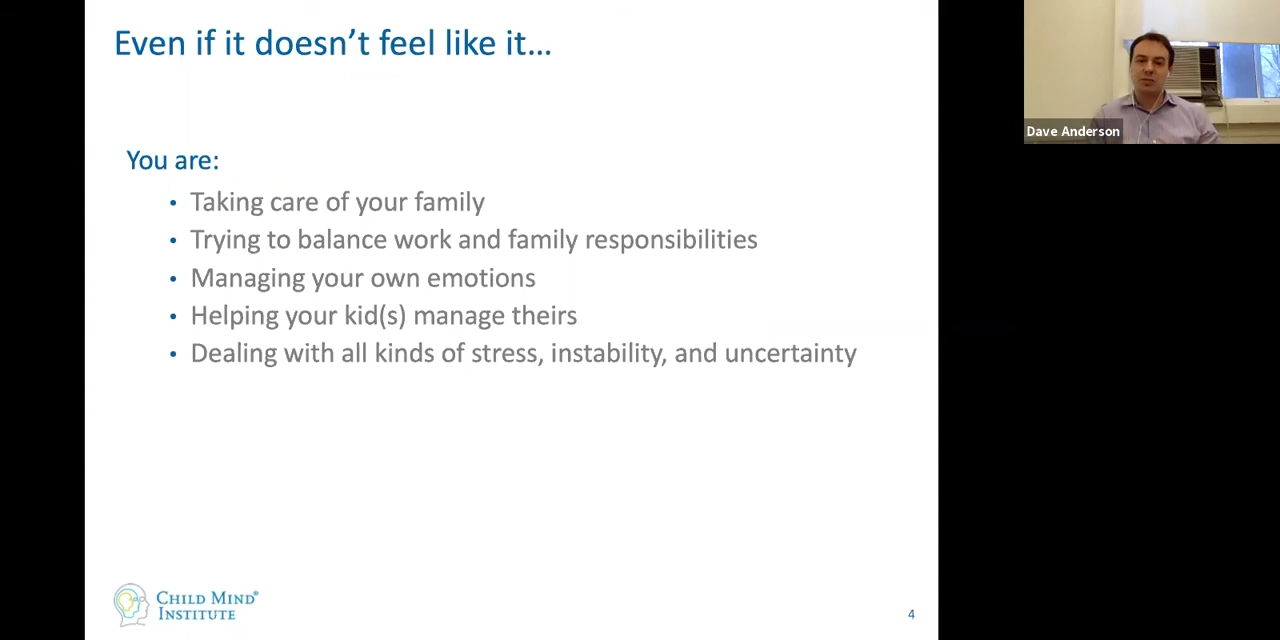 Even if it doesn’t feel like it…
You are:
• Taking care of your family
• Trying to balance work and family responsibilities
• Managing your own emotions
• Helping your kid(s) manage theirs
• Dealing with all kinds of stress, instability, and uncertainty
CHILD MIND®
INSTITUTE
4
Dave Anderson